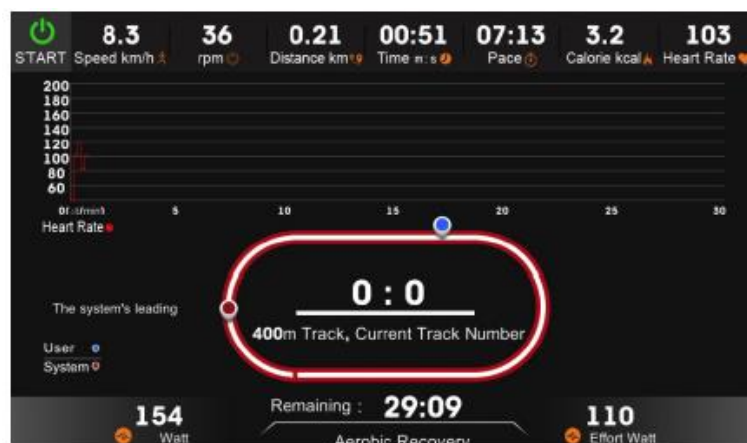 8.3 36 0.21 00:51 07:13 3.2 103
START Speed km/h rpm Distance km Time m:s Pace Calorie kcal Heart Rate
200
180
160
140
120
100
80
60
5 10 15 20 25 30
Heart Rate
0 : 0
The system's leading
400m Track, Current Track Number
User
System
Remaining : 29:09
154 110
Watt Effort Watt
Aerobic Recovery